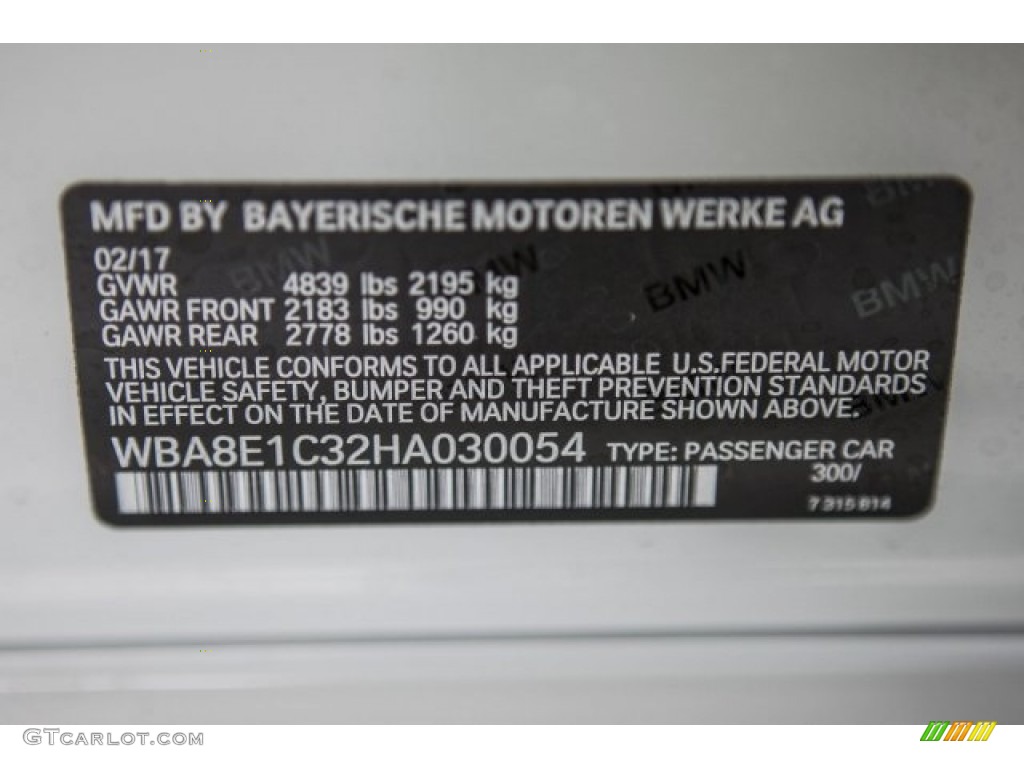 MFD BY BAYERISCHE MOTOREN WERKE AG
02/17
GVWR 4839 lbs 2195 kg
GAWR FRONT 2183 lbs 990 kg
GAWR REAR 2778 lbs 1260 kg
THIS VEHICLE CONFORMS TO ALL APPLICABLE U.S.FEDERAL MOTOR
VEHICLE SAFETY, BUMPER AND THEFT PREVENTION STANDARDS
IN EFFECT ON THE DATE OF MANUFACTURE SHOWN ABOVE.
WBA8E1C32HA030054 TYPE: PASSENGER CAR
300/
7 315 814
BMW BMW BMW
GTCARLOT.COM